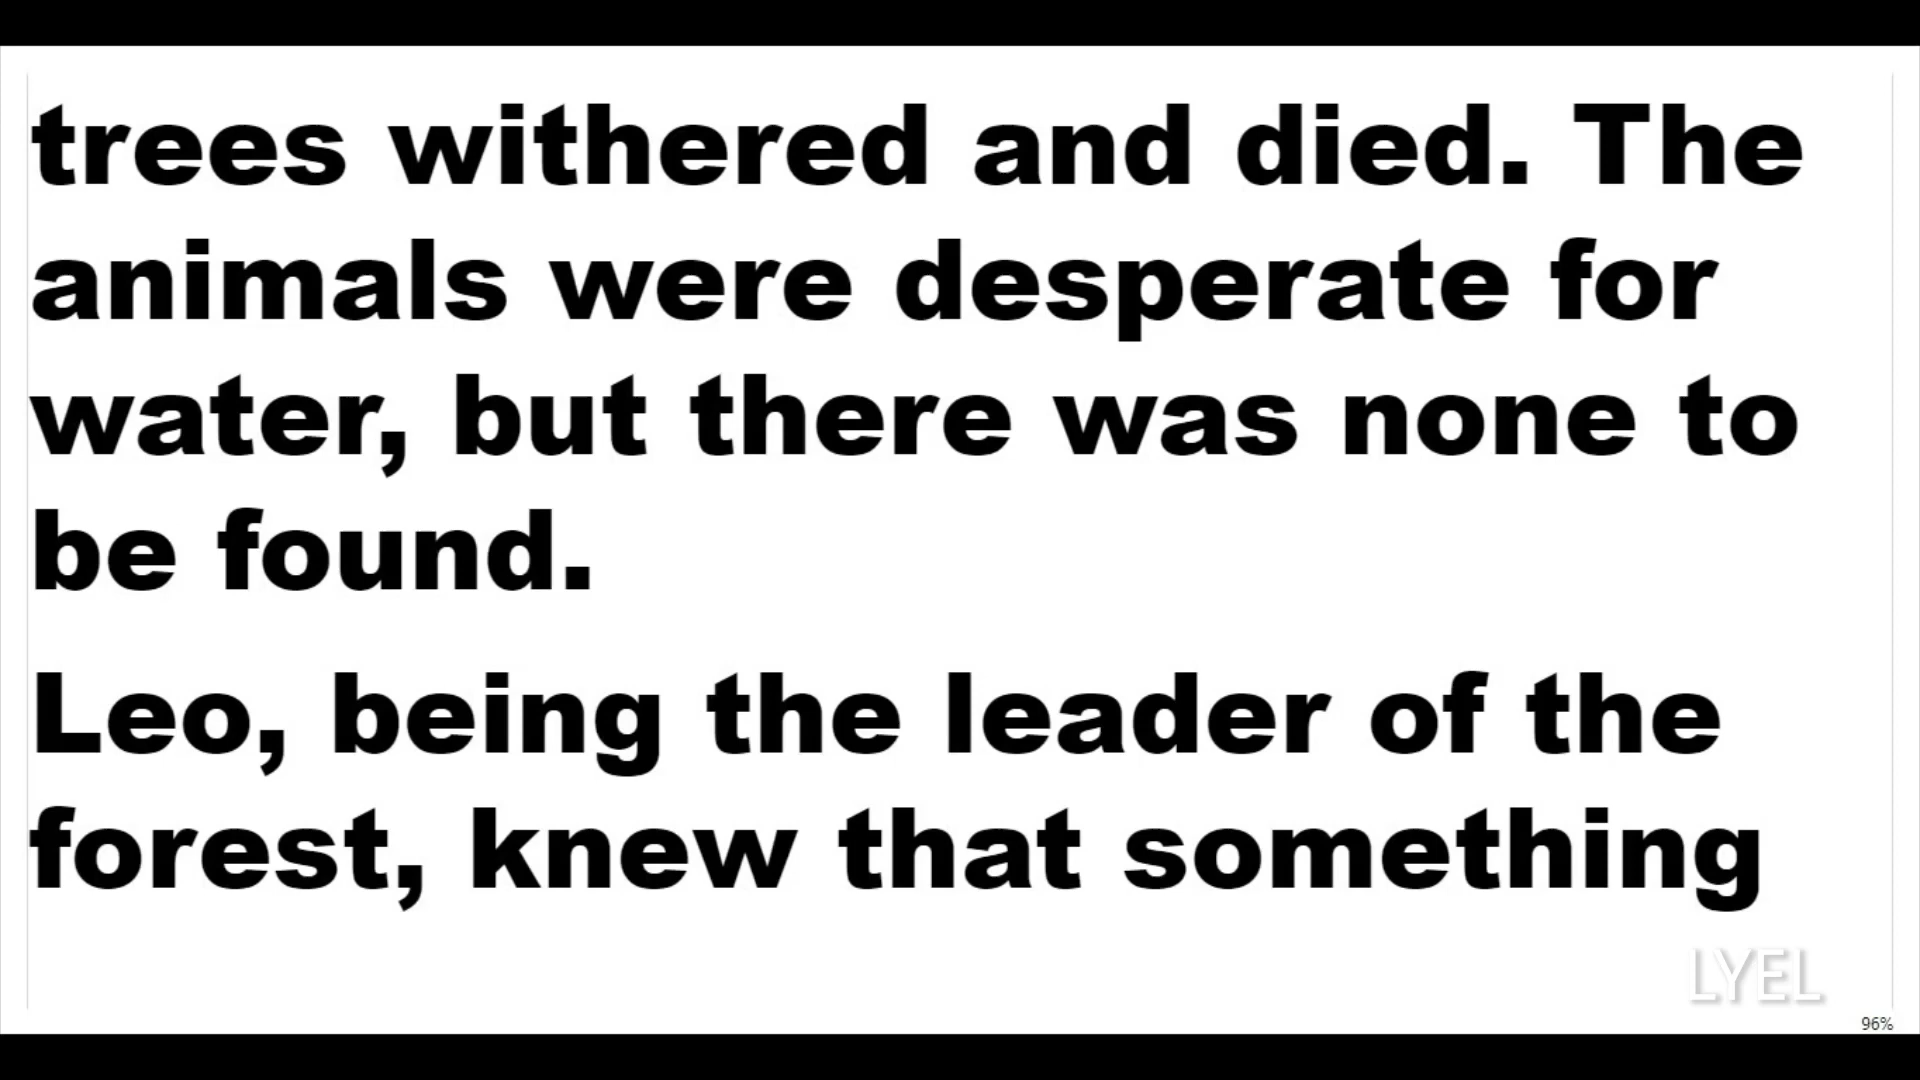 trees withered and died. The
animals were desperate for
water, but there was none to
be found.
Leo, being the leader of the
forest, knew that something
LYEL
96%